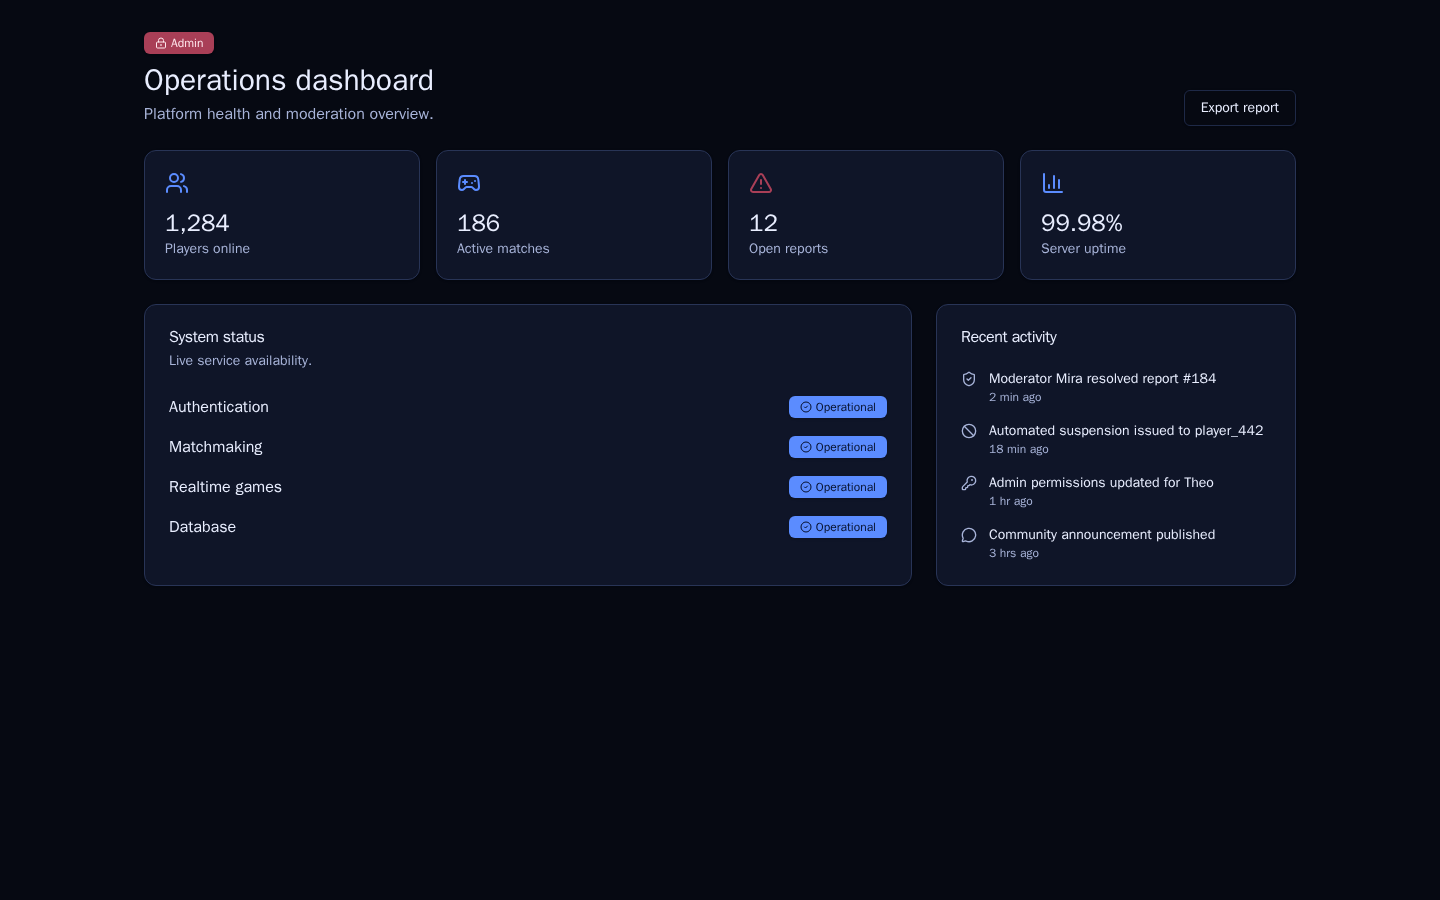 Admin
Operations dashboard
Platform health and moderation overview.
Export report
1,284
Players online
186
Active matches
12
Open reports
99.98%
Server uptime
System status
Live service availability.
Authentication
Operational
Matchmaking
Operational
Realtime games
Operational
Database
Operational
Recent activity
Moderator Mira resolved report #184
2 min ago
Automated suspension issued to player_442
18 min ago
Admin permissions updated for Theo
1 hr ago
Community announcement published
3 hrs ago